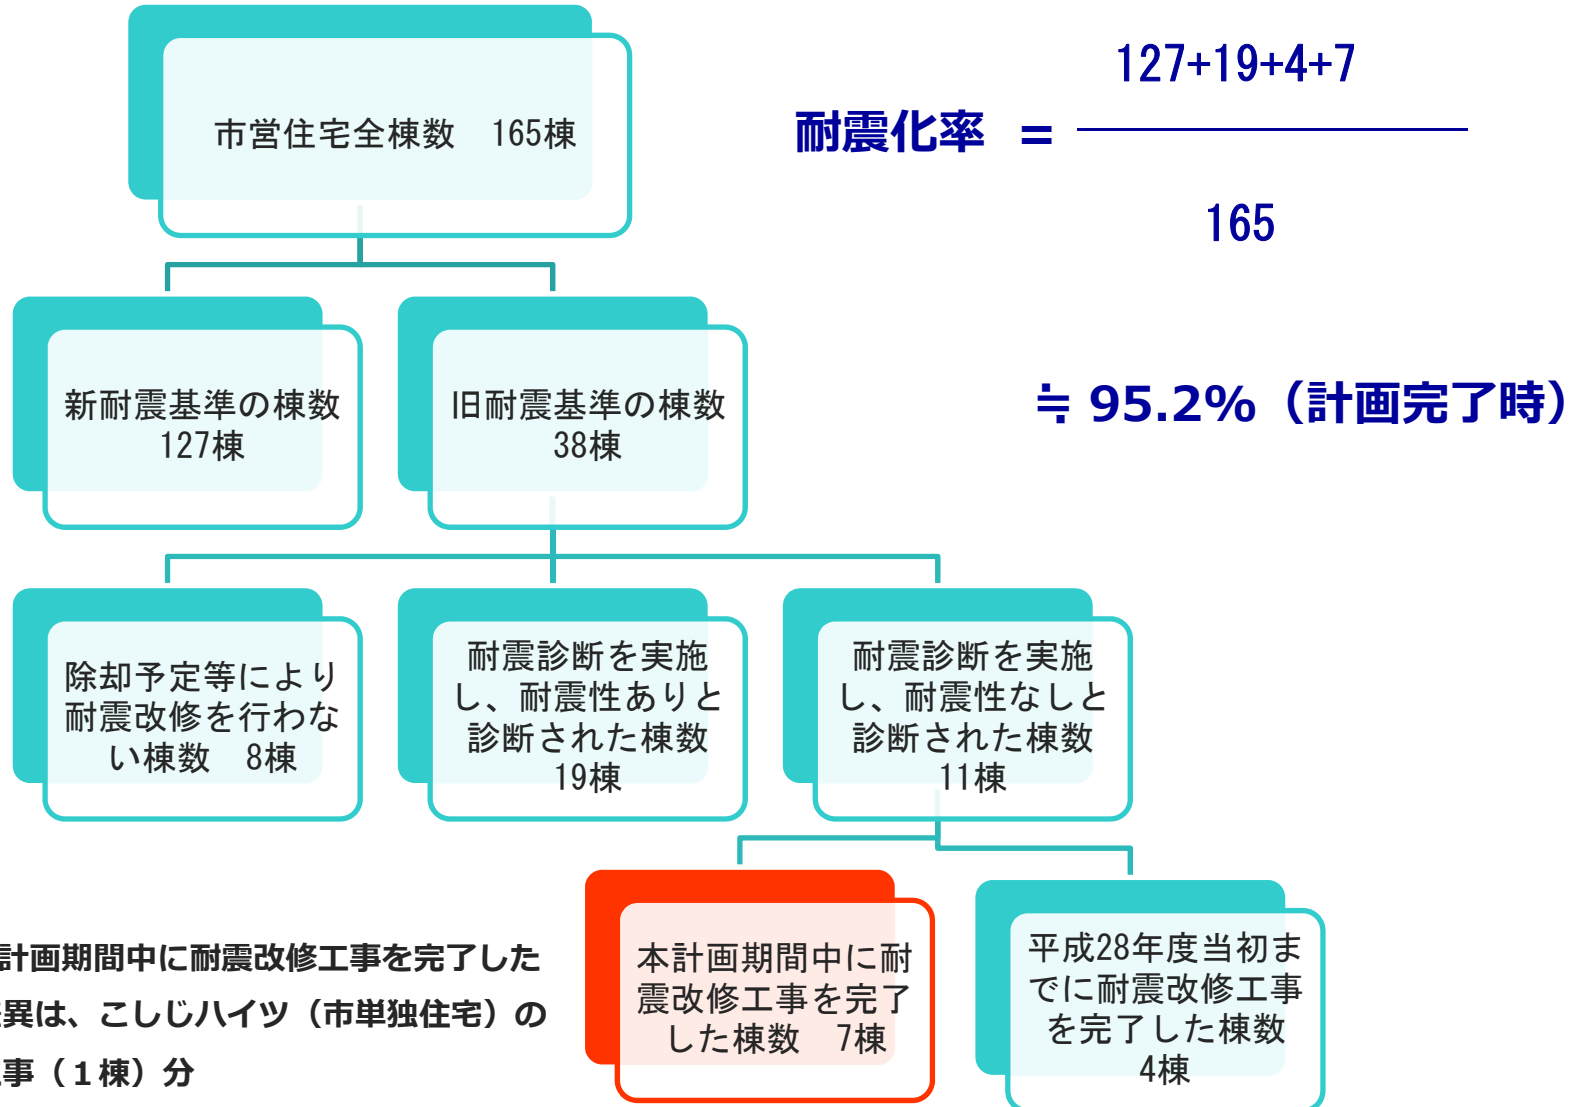 市営住宅全棟数　165棟
127+19+4+7
耐震化率 =
165
≒ 95.2%（計画完了時）
新耐震基準の棟数
127棟
旧耐震基準の棟数
38棟
除却予定等により
耐震改修を行わな
い棟数　8棟
耐震診断を実施
し、耐震性ありと
診断された棟数
19棟
耐震診断を実施
し、耐震性なしと
診断された棟数
11棟
本計画期間中に耐
震改修工事を完了
した棟数　7棟
平成28年度当初ま
でに耐震改修工事
を完了した棟数
4棟
計画期間中に耐震改修工事を完了した
異は、こしじハイツ（市単独住宅）の
事（１棟）分